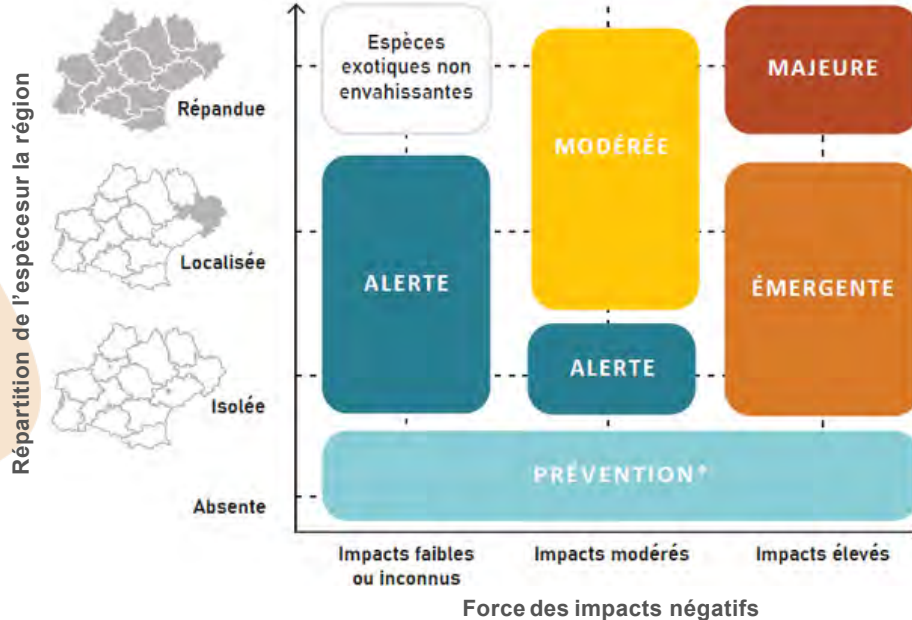 Répartition de l'espècesur la région
Répandue
Localisée
Isolée
Absente
Espèces
exotiques non
envahissantes
MODÉRÉE
MAJEURE
ALERTE
ÉMERGENTE
ALERTE
PRÉVENTION*
Impacts faibles
ou inconnus
Impacts modérés
Impacts élevés
Force des impacts négatifs